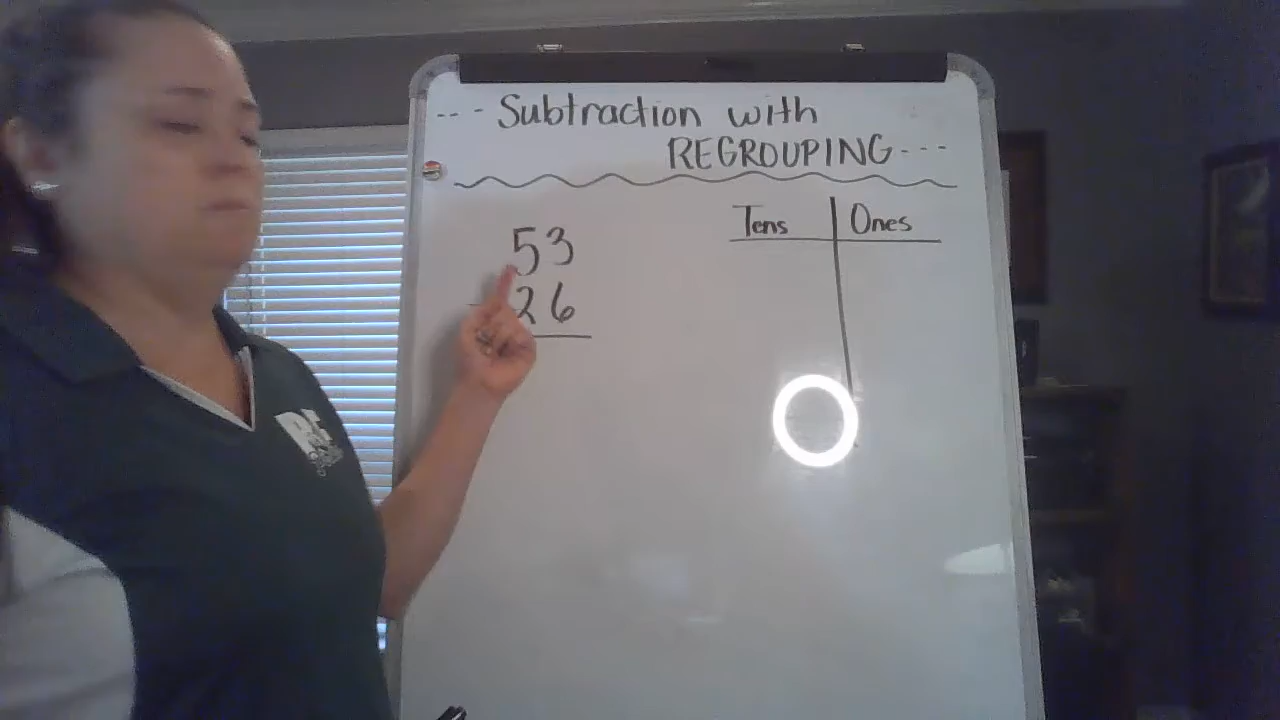 --- Subtraction with
REGROUPING---
Tens Ones
53
- 26